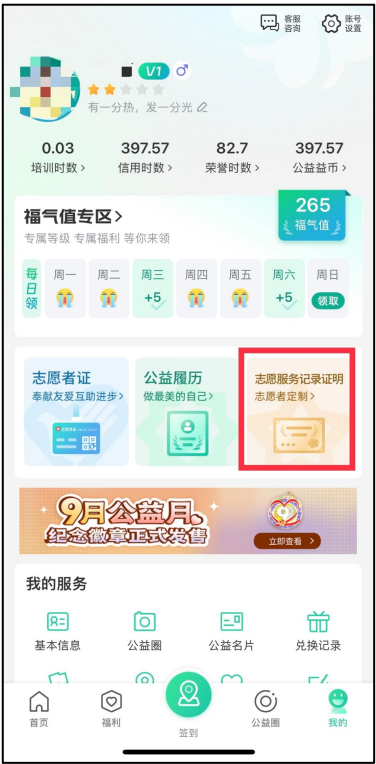 客服
咨询
账号
设置
V1
有一分热，发一分光
0.03
397.57
82.7
397.57
培训时数>
信用时数>
荣誉时数>
公益益币>
265
福气值
福气值专区>
专属等级 专属福利 等你来领
每日领
周一
周二
周三
周四
周五
周六
周日
+5
+5
领取
志愿者证
奉献友爱互助进步>
公益履历
做最美的自己>
志愿服务记录证明
志愿者定制>
9月公益月
纪念徽章正式发售
立即查看 >
我的服务
基本信息
公益圈
公益名片
兑换记录
首页
福利
签到
公益圈
我的